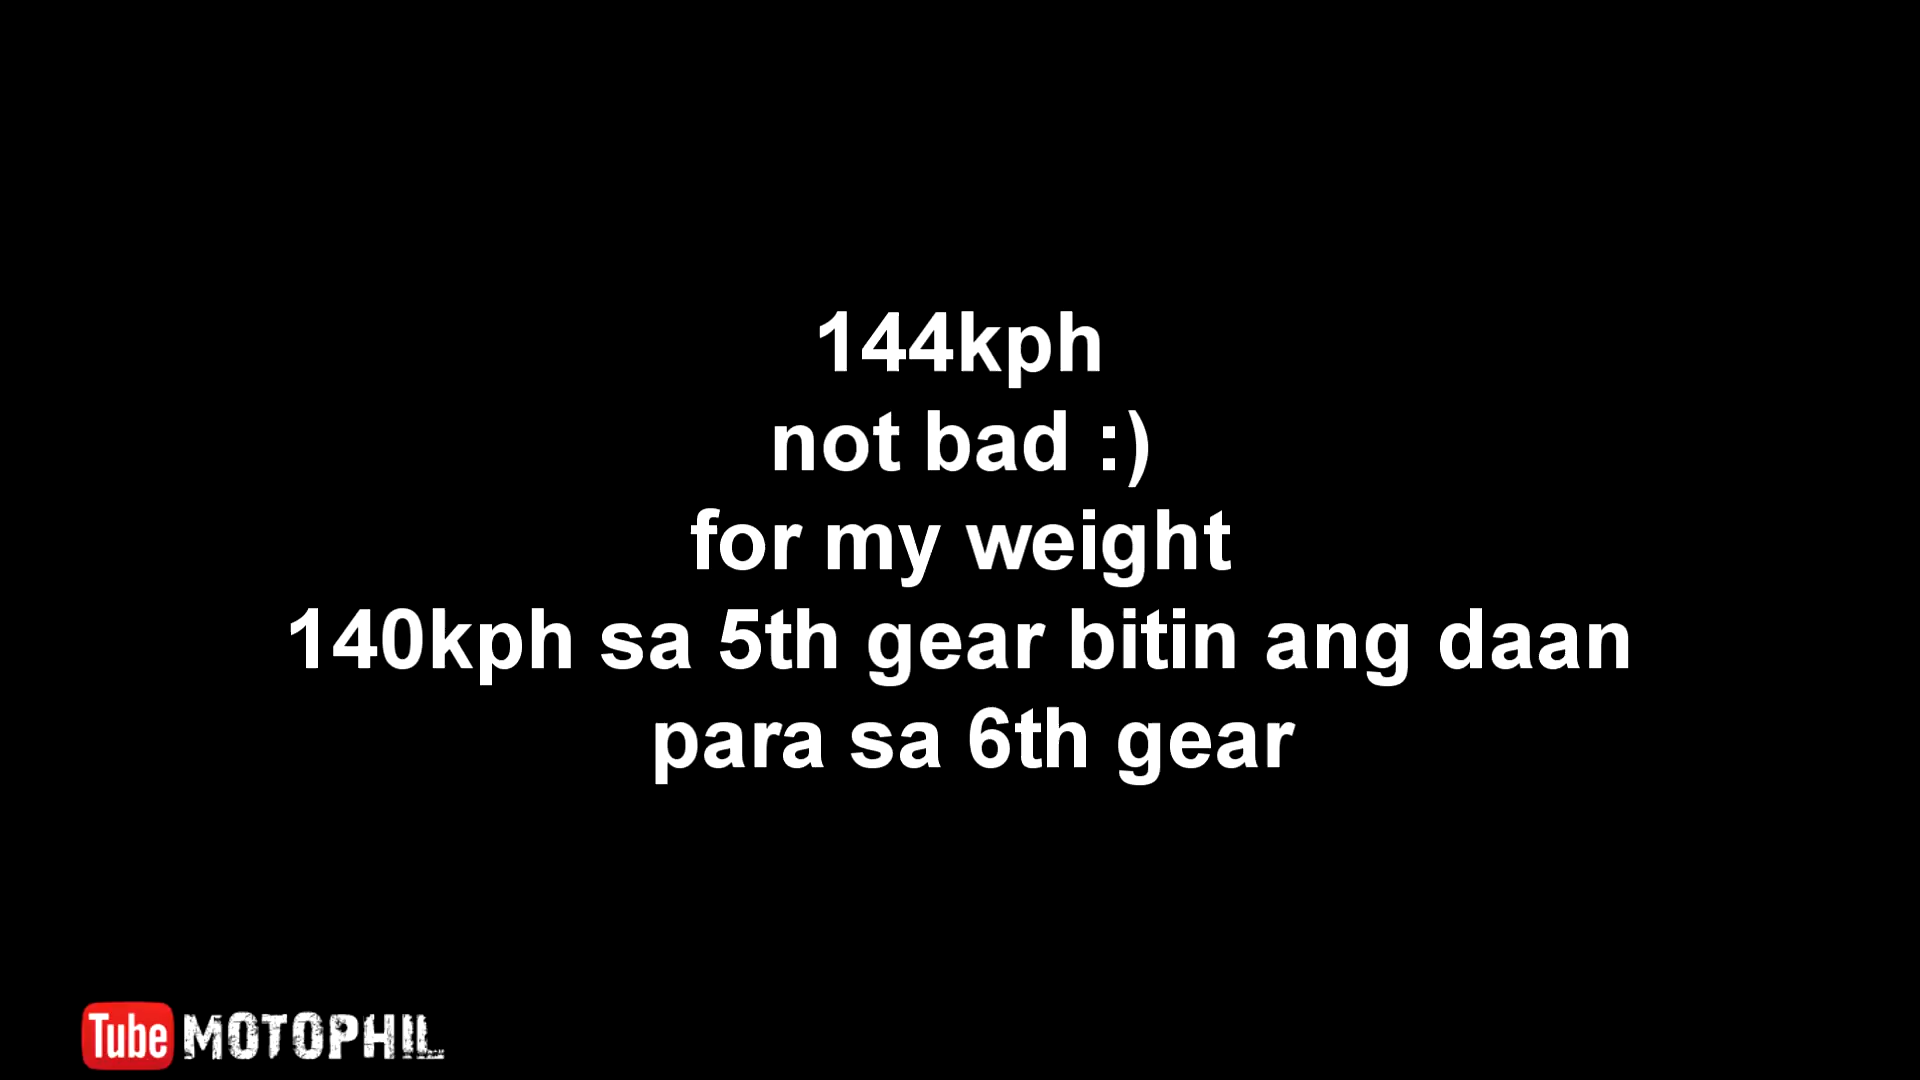 144kph
not bad :)
for my weight
140kph sa 5th gear bitin ang daan
para sa 6th gear
Tube MOTOPHIL